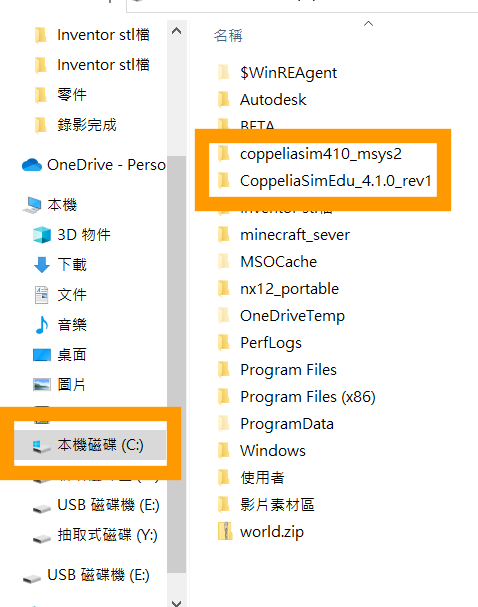 Inventor stl檔
Inventor stl檔
零件
錄影完成
OneDrive - Perso
本機
3D 物件
下載
文件
音樂
桌面
圖片
本機磁碟 (C:)
USB 磁碟機 (E:)
抽取式磁碟 (Y:)
USB 磁碟機 (E:)
名稱
$WinREAgent
Autodesk
BETA
coppeliasim410_msys2
CoppeliaSimEdu_4.1.0_rev1
Inventor stl檔
minecraft_sever
MSOCache
nx12_portable
OneDriveTemp
PerfLogs
Program Files
Program Files (x86)
ProgramData
Windows
使用者
影片素材區
world.zip